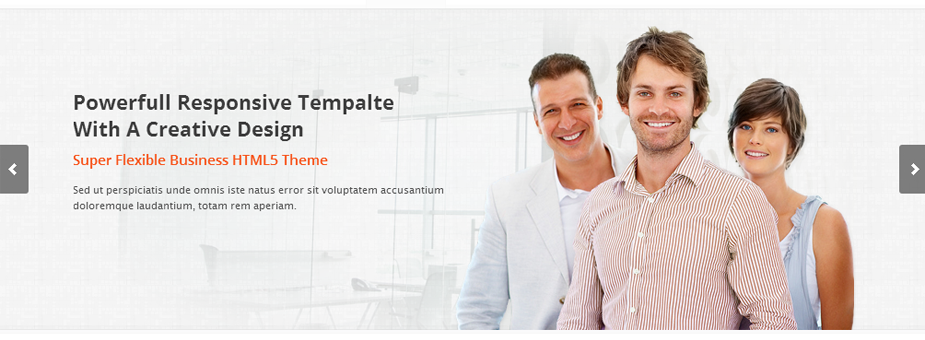 Powerfull Responsive Tempalte
With A Creative Design
Super Flexible Business HTML5 Theme
Sed ut perspiciatis unde omnis iste natus error sit voluptatem accusantium
doloremque laudantium, totam rem aperiam.